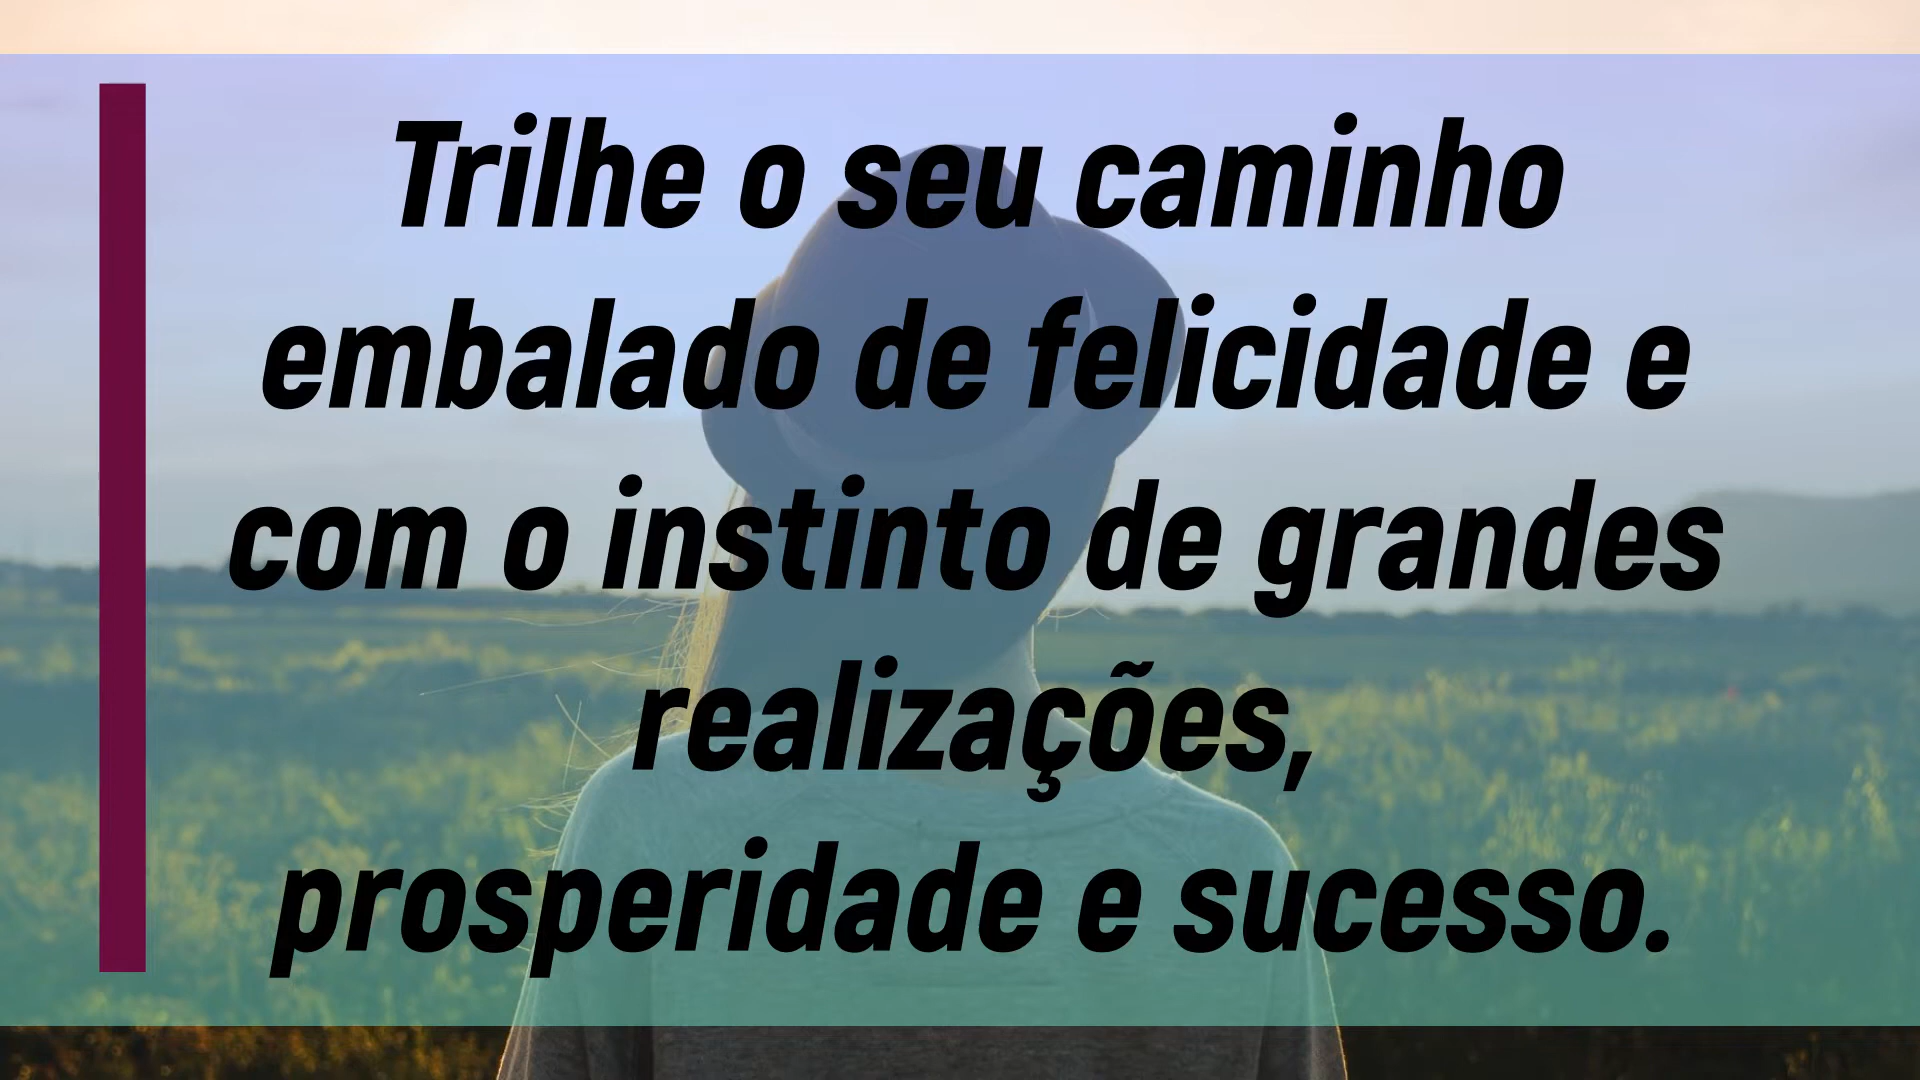 Trilhe o seu caminho
embalado de felicidade e
com o instinto de grandes
realizações,
prosperidade e sucesso.